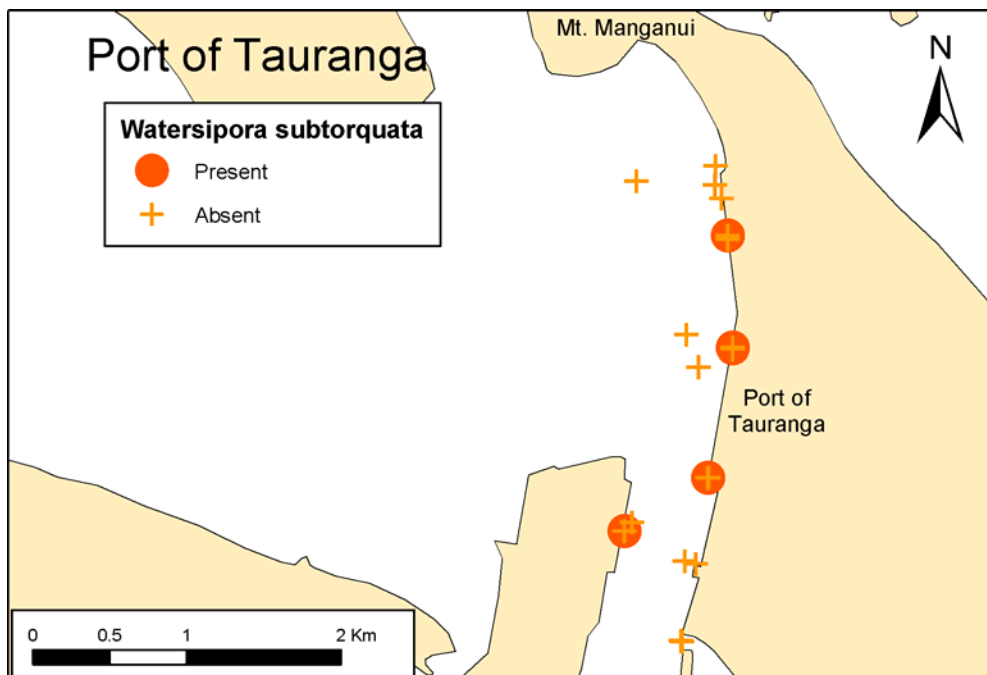 Mt. Manganui
Port of Tauranga
N
Watersipora subtorquata
Present
Absent
Port of
Tauranga
0 0.5 1 2 Km